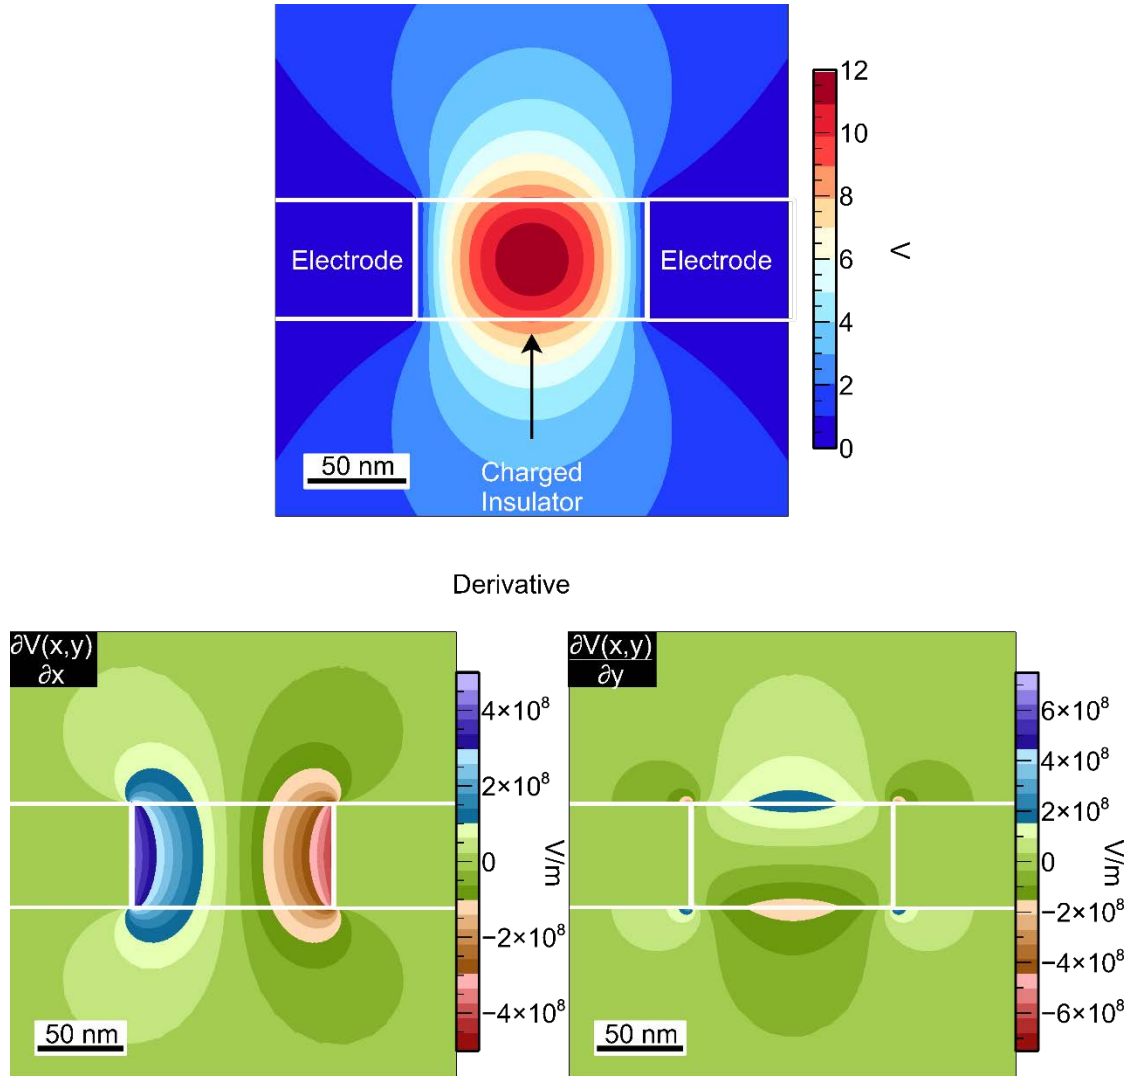 12
10
8
6
4
2
0
V
Electrode
Electrode
50 nm
Charged
Insulator
Derivative
∂V(x,y)
∂x
4×10⁸
2×10⁸
0
−2×10⁸
−4×10⁸
V/m
50 nm
∂V(x,y)
∂y
6×10⁸
4×10⁸
2×10⁸
0
−2×10⁸
−4×10⁸
−6×10⁸
V/m
50 nm